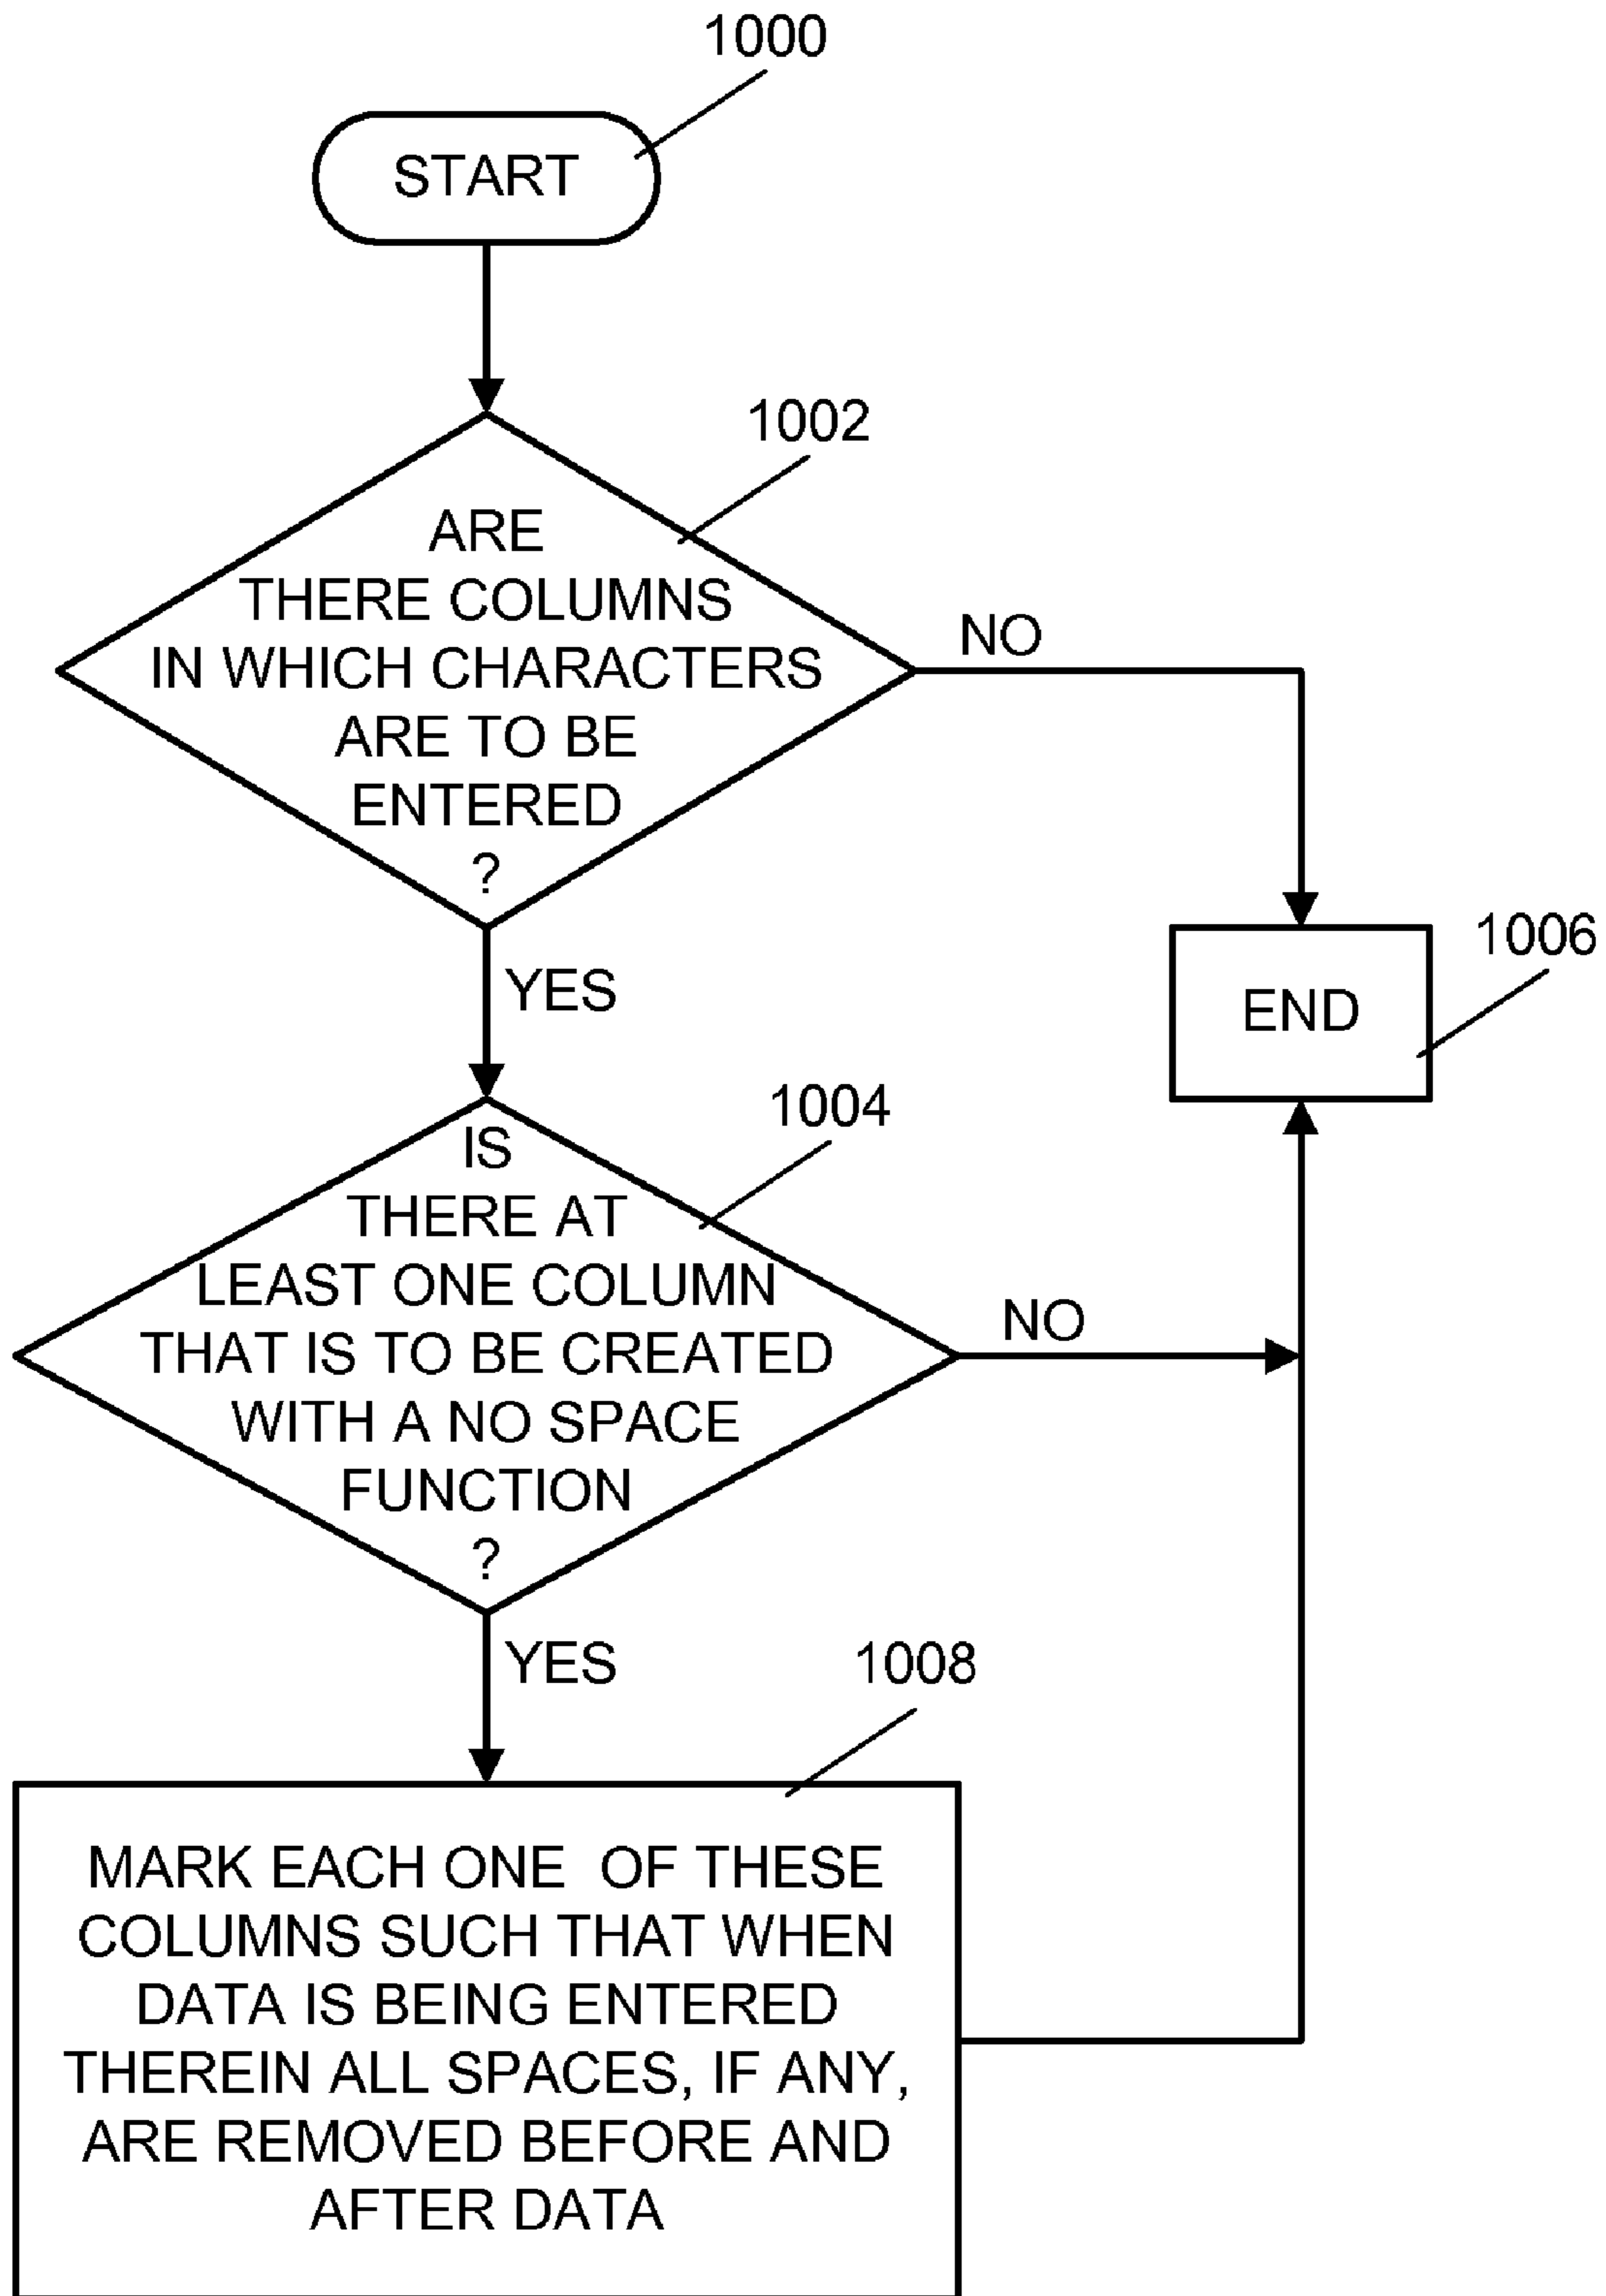 1000
START
1002
ARE
THERE COLUMNS
IN WHICH CHARACTERS
ARE TO BE
ENTERED
?
NO
YES
1006
END
1004
IS
THERE AT
LEAST ONE COLUMN
THAT IS TO BE CREATED
WITH A NO SPACE
FUNCTION
?
NO
YES
1008
MARK EACH ONE OF THESE
COLUMNS SUCH THAT WHEN
DATA IS BEING ENTERED
THEREIN ALL SPACES, IF ANY,
ARE REMOVED BEFORE AND
AFTER DATA